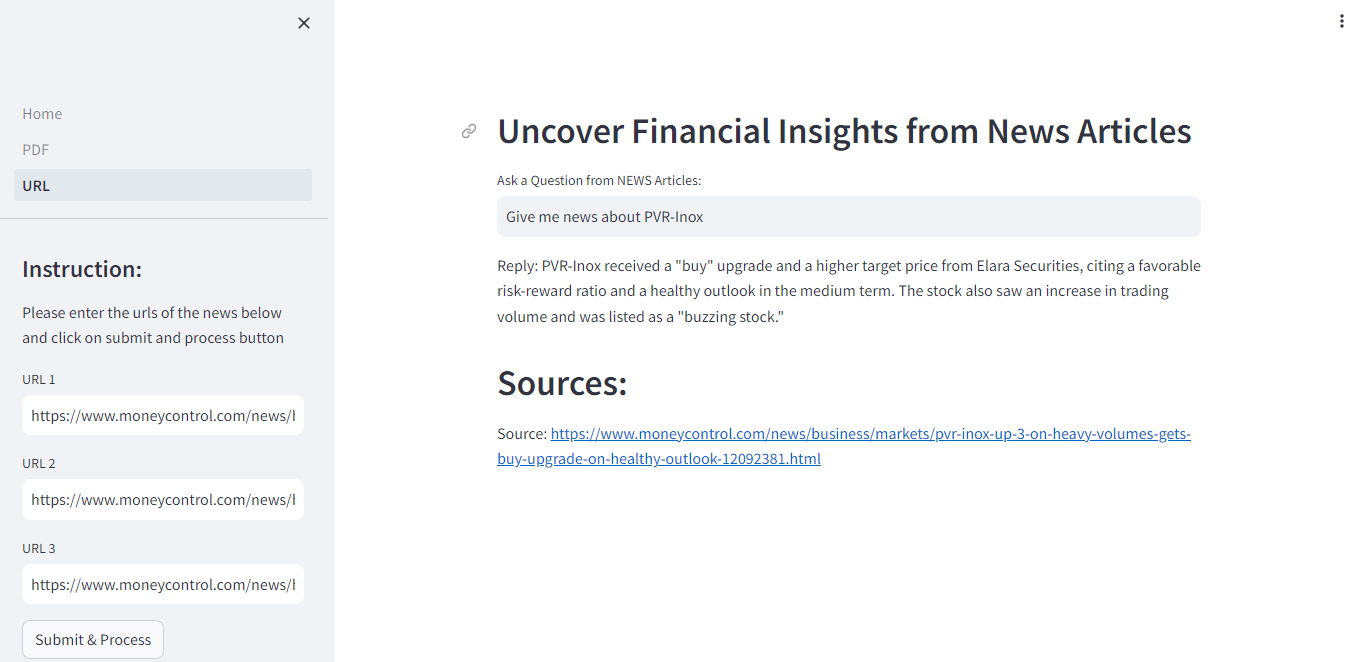 Home
PDF
URL
Instruction:
Please enter the urls of the news below
and click on submit and process button
URL 1
https://www.moneycontrol.com/news/b
URL 2
https://www.moneycontrol.com/news/b
URL 3
https://www.moneycontrol.com/news/b
Submit & Process
Uncover Financial Insights from News Articles
Ask a Question from NEWS Articles:
Give me news about PVR-Inox
Reply: PVR-Inox received a "buy" upgrade and a higher target price from Elara Securities, citing a favorable
risk-reward ratio and a healthy outlook in the medium term. The stock also saw an increase in trading
volume and was listed as a "buzzing stock."
Sources:
Source: https://www.moneycontrol.com/news/business/markets/pvr-inox-up-3-on-heavy-volumes-gets-
buy-upgrade-on-healthy-outlook-12092381.html